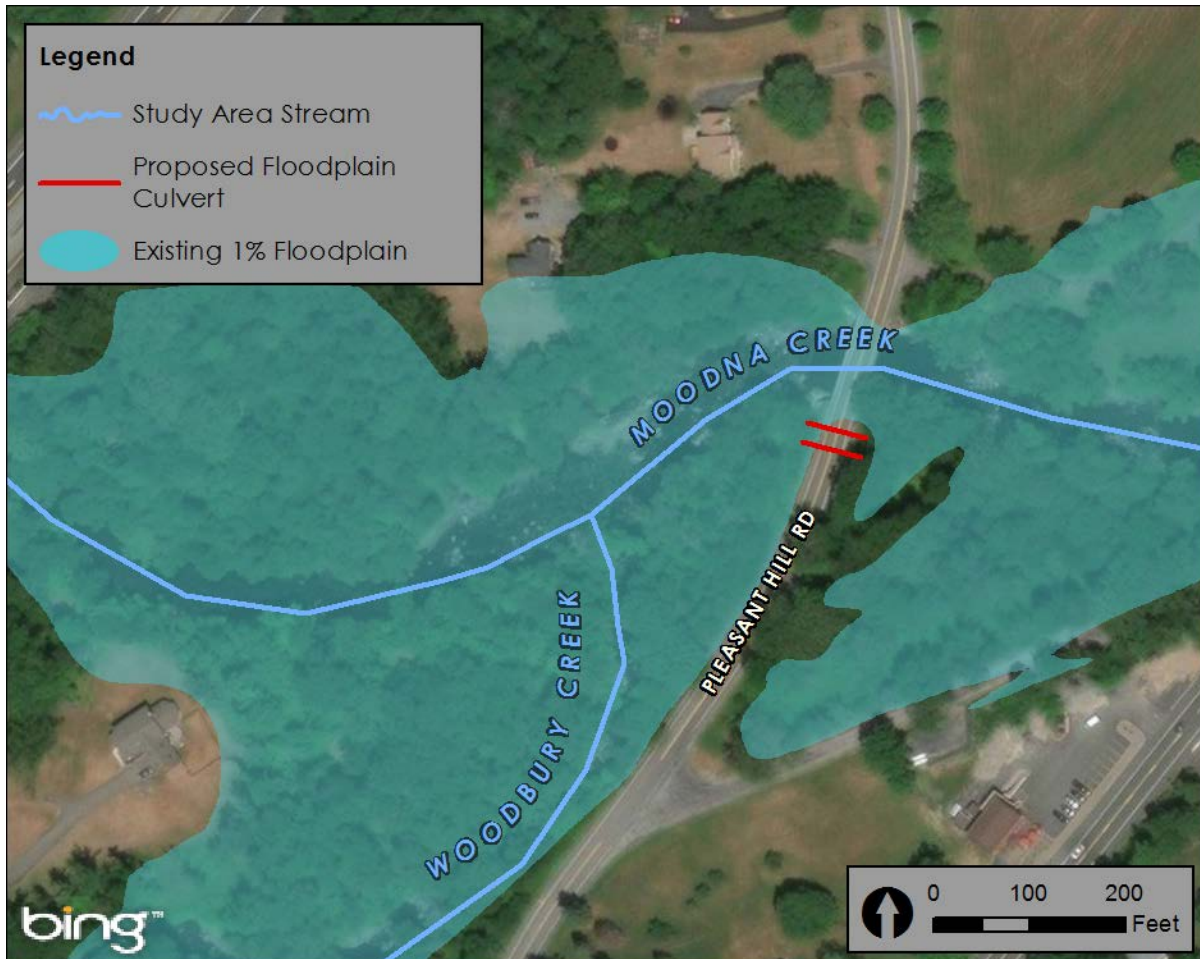 Legend
Study Area Stream
Proposed Floodplain
Culvert
Existing 1% Floodplain
MOODNA CREEK
PLEASANT HILL RD
WOODBURY CREEK
bing™
0 100 200
Feet